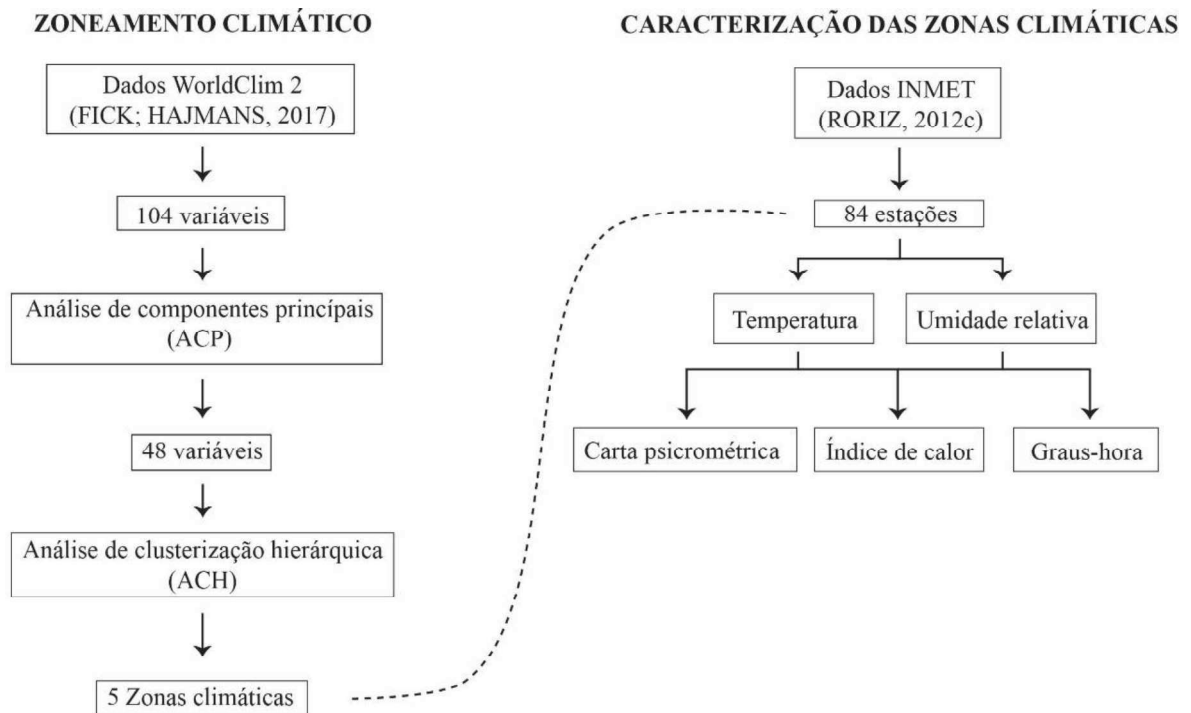 ZONEAMENTO CLIMÁTICO
Dados WorldClim 2
(FICK; HAJMANS, 2017)
104 variáveis
Análise de componentes princípais
(ACP)
48 variáveis
Análise de clusterização hierárquica
(ACH)
5 Zonas climáticas
CARACTERIZAÇÃO DAS ZONAS CLIMÁTICAS
Dados INMET
(RORIZ, 2012c)
84 estações
Temperatura
Umidade relativa
Carta psicrométrica
Índice de calor
Graus-hora